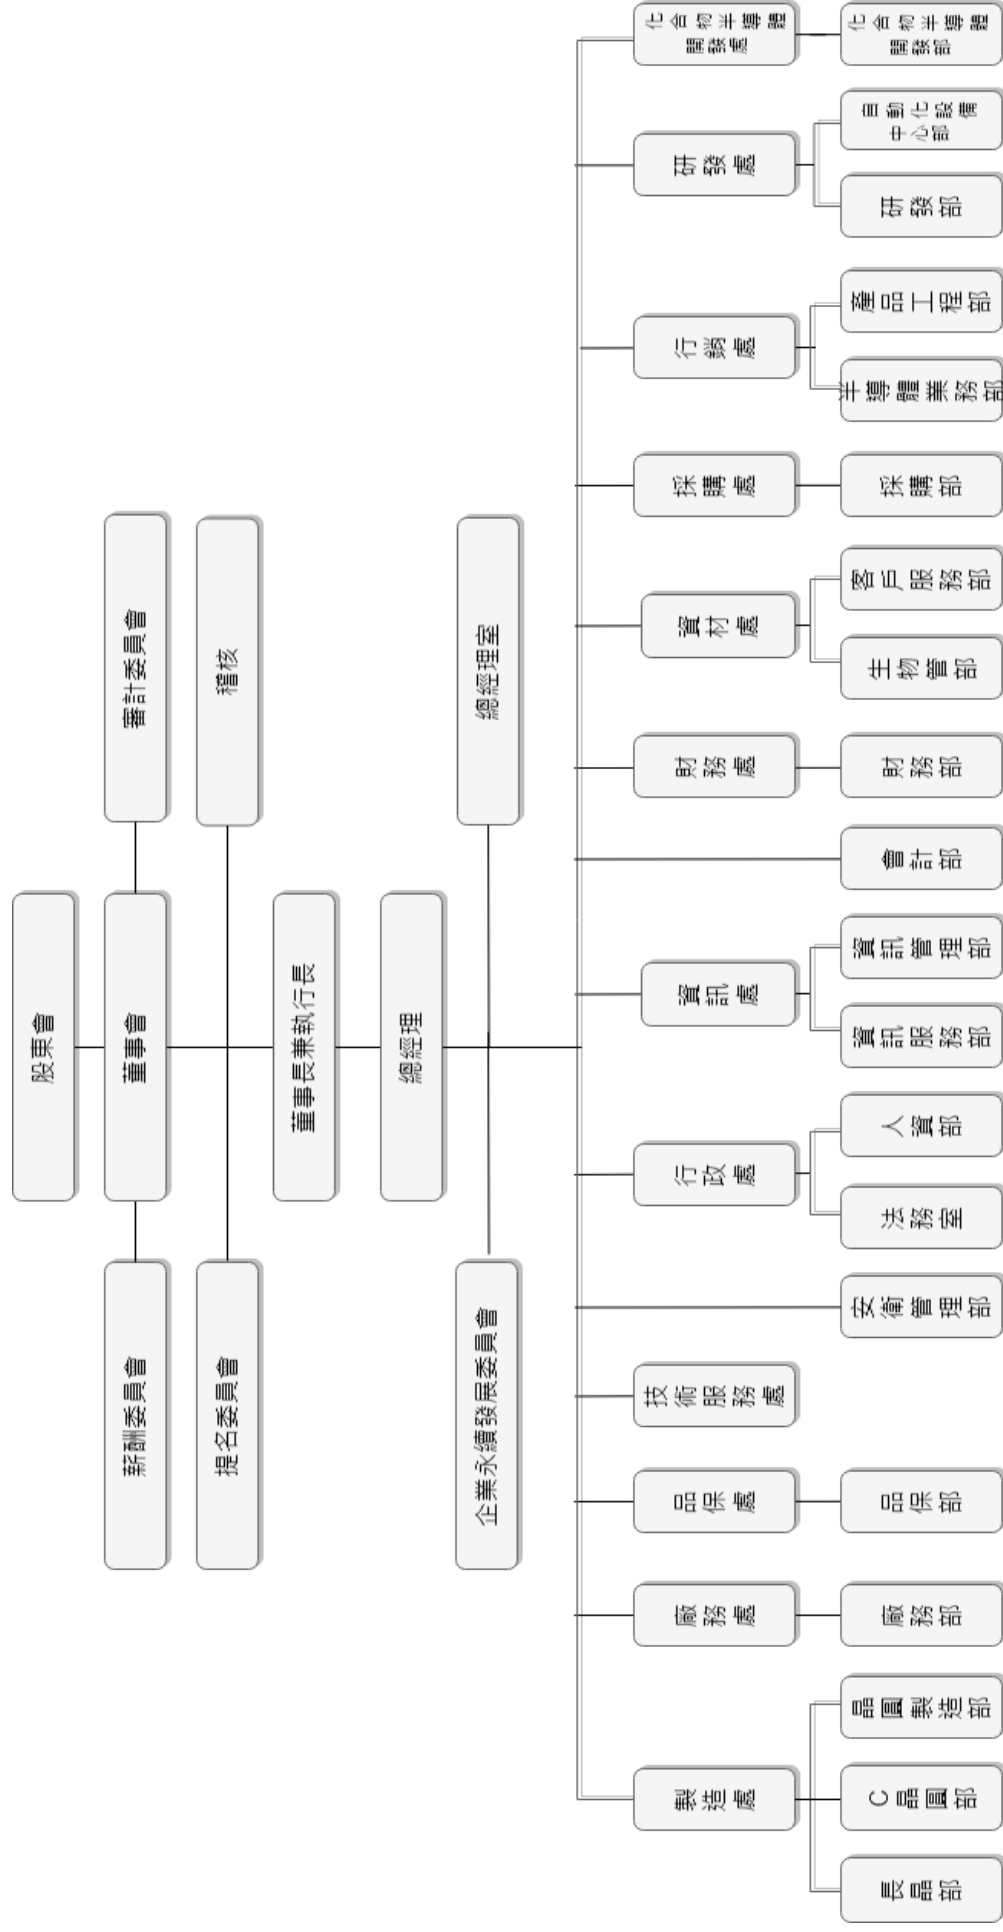 股東會
薪酬委員會
董事會
審計委員會
提名委員會
稽核
董事長兼執行長
總經理
企業永續發展委員會
總經理室
製造處
廠務處
品保處
技術服務處
行政處
資訊處
財務處
資材處
採購處
行銷處
研發處
化合物半導體
開發處
長晶部
C晶圓部
晶圓製造部
廠務部
品保部
安衛管理部
法務室
人資部
資訊服務部
資訊管理部
會計部
財務部
生物管部
客戶服務部
採購部
半導體業務部
產品工程部
研發部
自動化設備
中心部
化合物半導體
開發部